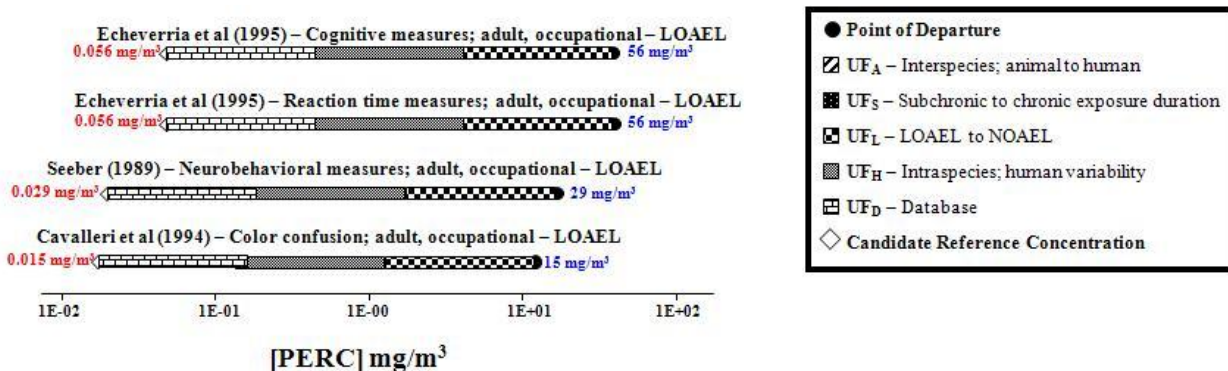 Echeverria et al (1995) – Cognitive measures; adult, occupational – LOAEL
0.056 mg/m³
56 mg/m³
Echeverria et al (1995) – Reaction time measures; adult, occupational – LOAEL
0.056 mg/m³
56 mg/m³
Seeber (1989) – Neurobehavioral measures; adult, occupational – LOAEL
0.029 mg/m³
29 mg/m³
Cavalleri et al (1994) – Color confusion; adult, occupational – LOAEL
0.015 mg/m³
15 mg/m³
1E-02 1E-01 1E-00 1E+01 1E+02
[PERC] mg/m³
Point of Departure
UFA – Interspecies; animal to human
UFS – Subchronic to chronic exposure duration
UFL – LOAEL to NOAEL
UFH – Intraspecies; human variability
UFD – Database
Candidate Reference Concentration